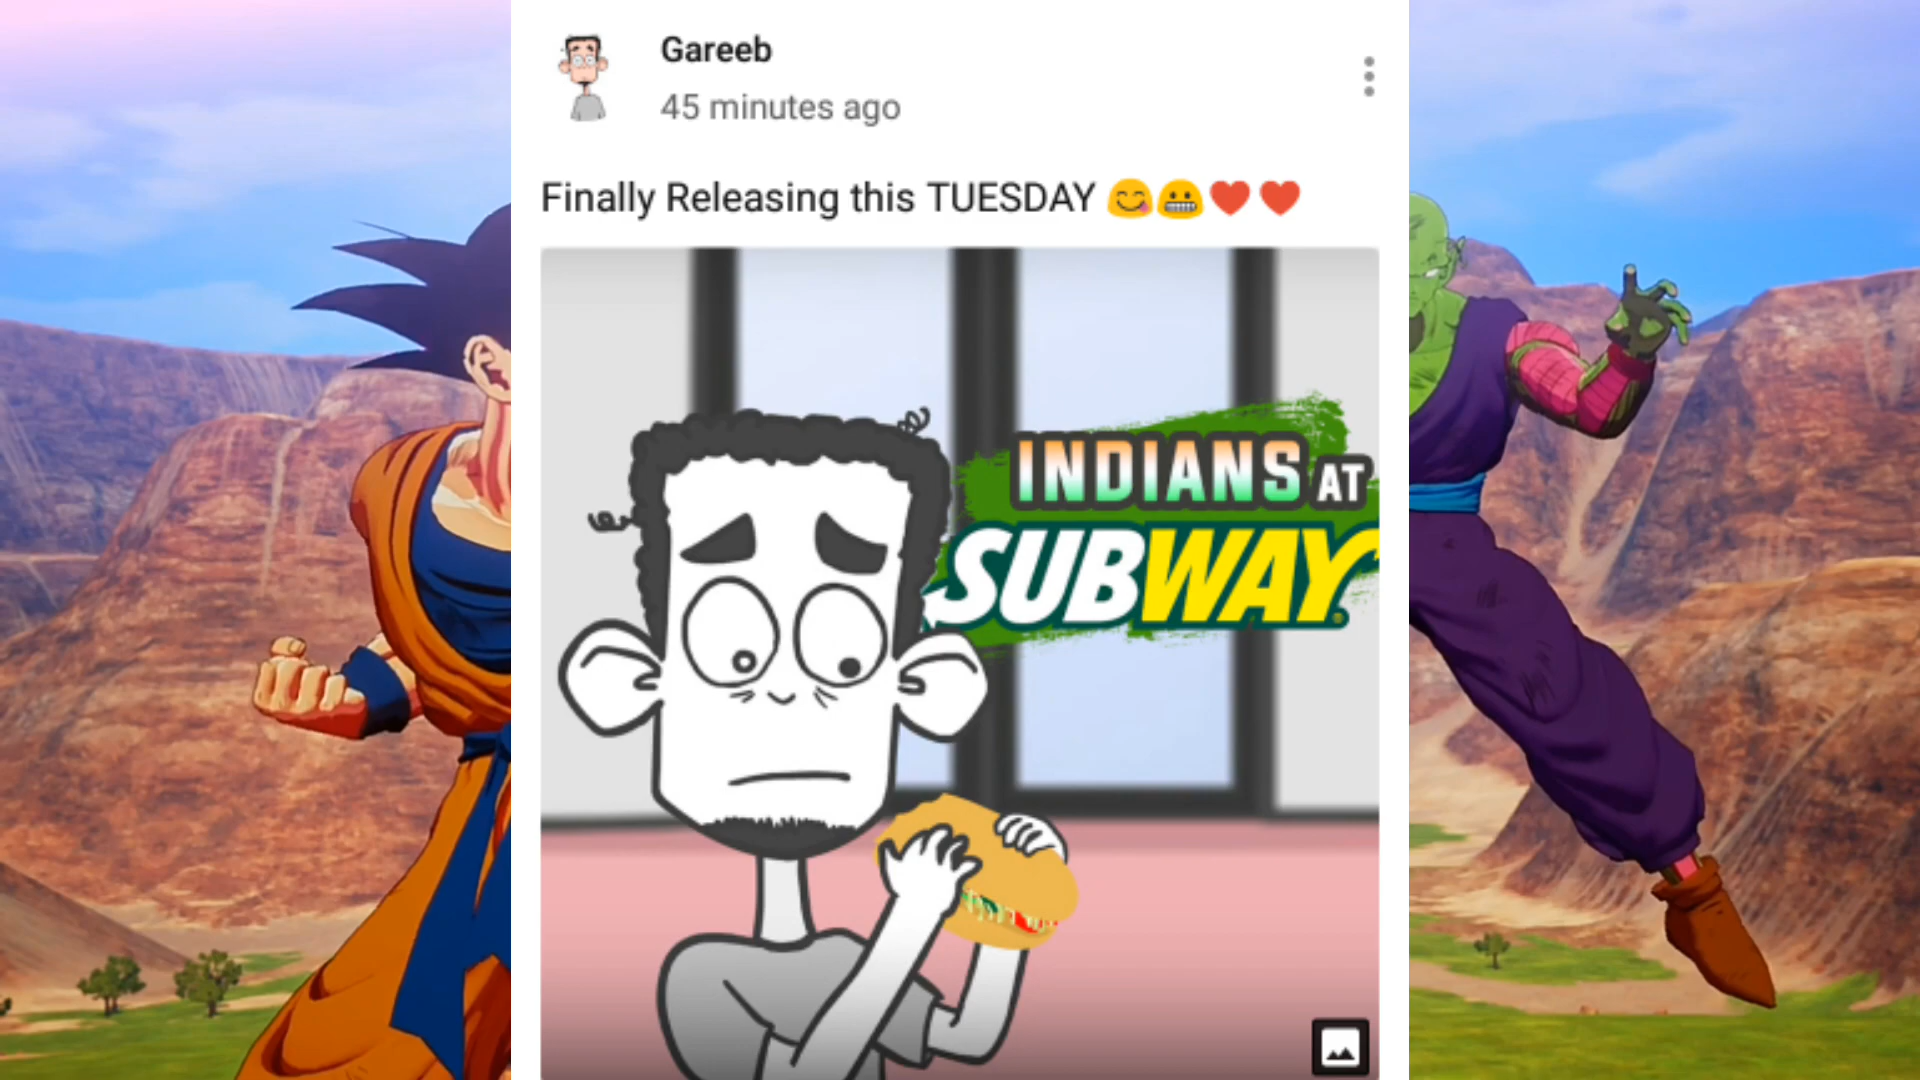 Gareeb
45 minutes ago
Finally Releasing this TUESDAY 😋😬❤️❤️
INDIANS AT
SUBWAY